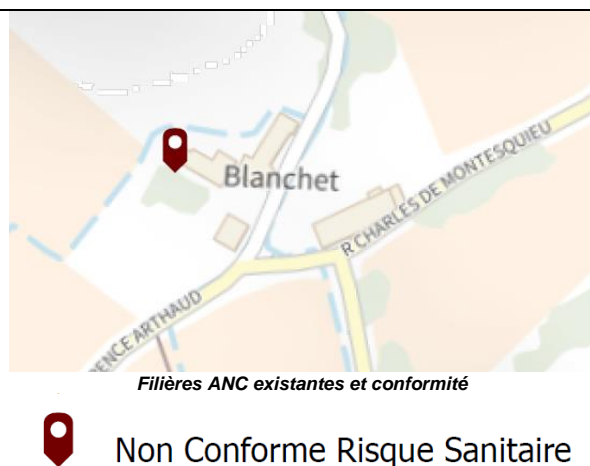 Blanchet
R CHARLES DE MONTESQUIEU
ENCE ARTHAUD
Filières ANC existantes et conformité
Non Conforme Risque Sanitaire